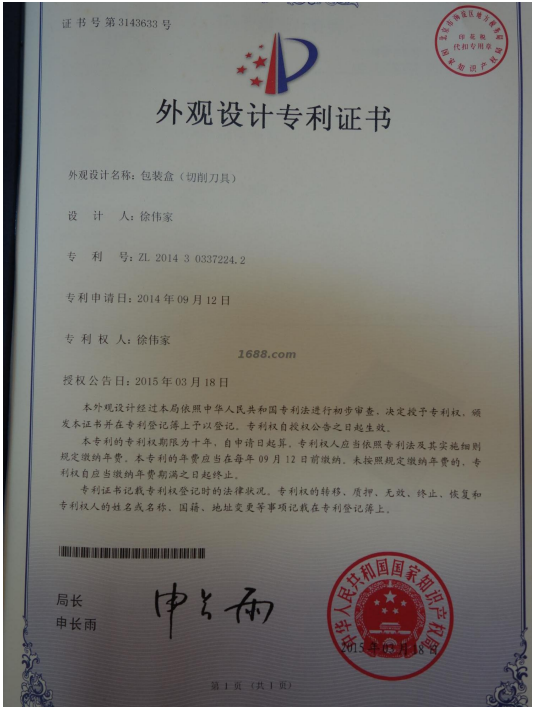 证书号第3143633号
外观设计专利证书
外观设计名称：包装盒（切削刀具）
设 计 人：徐伟家
专 利 号：ZL 2014 3 0337224.2
专利申请日：2014年09月12日
专 利 权 人：徐伟家
1688.com
授权公告日：2015年03月18日
本外观设计经过本局依照中华人民共和国专利法进行初步审查，决定授予专利权，颁
发本证书并在专利登记簿上予以登记。专利权自授权公告之日起生效。
本专利的专利权期限为十年，自申请日起算。专利权人应当依照专利法及其实施细则
规定缴纳年费。本专利的年费应当在每年09月12日前缴纳。未按照规定缴纳年费的，专
利权自应当缴纳年费期满之日起终止。
专利证书记载专利权登记时的法律状况。专利权的转移、质押、无效、终止、恢复和
专利权人的姓名或名称、国籍、地址变更等事项记载在专利登记簿上。
局长
申长雨
申长雨
中华人民共和国国家知识产权局
2015年03月18日
第1页（共1页）